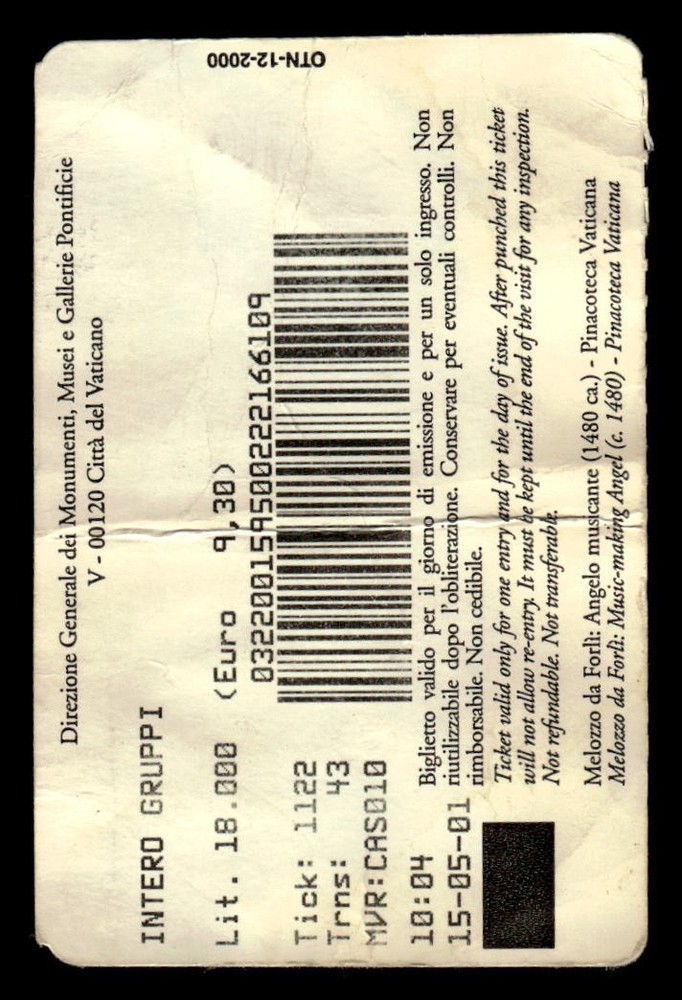 Direzione Generale dei Monumenti, Musei e Gallerie Pontificie
V - 00120 Città del Vaticano
INTERO GRUPPI
Lit. 18.000 (Euro 9,30)
032200159500222166109
Tick: 1122
Trns: 43
MVR:CAS010
10:04
15-05-01
Biglietto valido per il giorno di emissione e per un solo ingresso. Non
riutilizzabile dopo l'obliterazione. Conservare per eventuali controlli. Non
rimborsabile. Non cedibile.
Ticket valid only for one entry and for the day of issue. After punched this ticket
will not allow re-entry. It must be kept until the end of the visit for any inspection.
Not refundable. Not transferable.
Melozzo da Forlì: Angelo musicante (1480 ca.) - Pinacoteca Vaticana
Melozzo da Forlì: Music-making Angel (c. 1480) - Pinacoteca Vaticana
OTN-12-2000